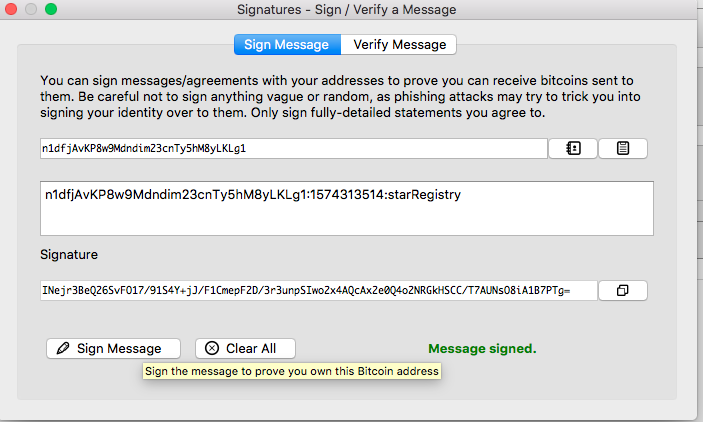 Signatures - Sign / Verify a Message
Sign Message Verify Message
You can sign messages/agreements with your addresses to prove you can receive bitcoins sent to
them. Be careful not to sign anything vague or random, as phishing attacks may try to trick you into
signing your identity over to them. Only sign fully-detailed statements you agree to.
n1dfjAvKP8w9Mdndim23cnTy5hM8yLKLg1
n1dfjAvKP8w9Mdndim23cnTy5hM8yLKLg1:1574313514:starRegistry
Signature
INejr3BeQ26SvFO17/91S4Y+jJ/F1CmepF2D/3r3unpSIwo2x4AQcAx2e0Q4o2NRGkHSCC/T7AUNsO8iA1B7PTg=
Sign Message Clear All Message signed.
Sign the message to prove you own this Bitcoin address